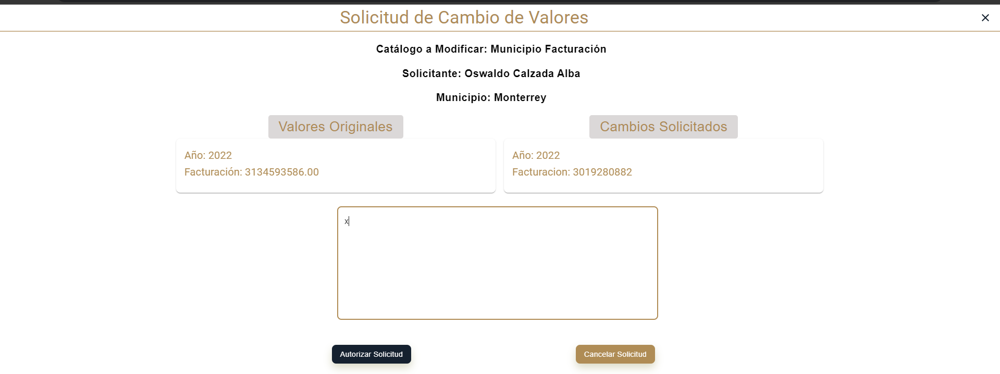 Solicitud de Cambio de Valores
Catálogo a Modificar: Municipio Facturación
Solicitante: Oswaldo Calzada Alba
Municipio: Monterrey
Valores Originales
Año: 2022
Facturación: 3134593586.00
Cambios Solicitados
Año: 2022
Facturacion: 3019280882
x
Autorizar Solicitud
Cancelar Solicitud